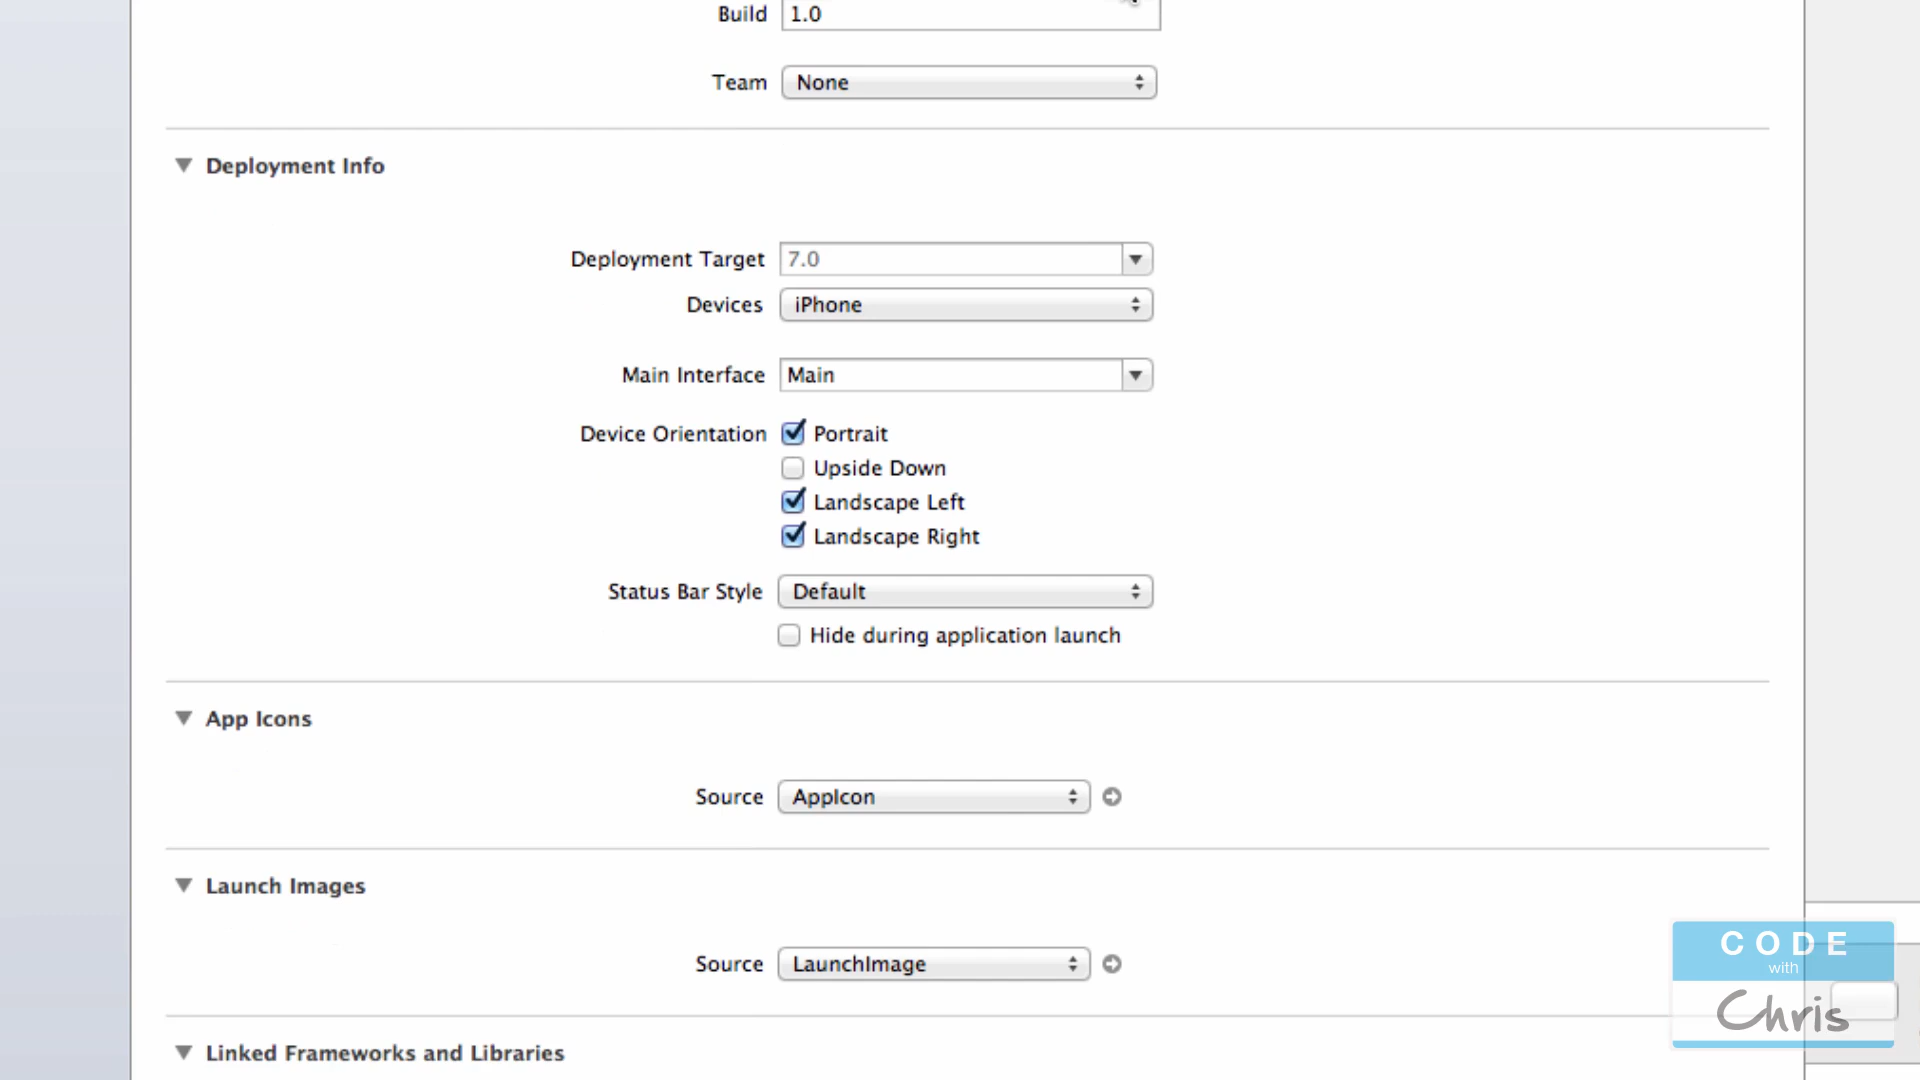 Build 1.0
Team None
Deployment Info
Deployment Target 7.0
Devices iPhone
Main Interface Main
Device Orientation Portrait
Upside Down
Landscape Left
Landscape Right
Status Bar Style Default
Hide during application launch
App Icons
Source AppIcon
Launch Images
Source LaunchImage
Linked Frameworks and Libraries
CODE
with
Chris